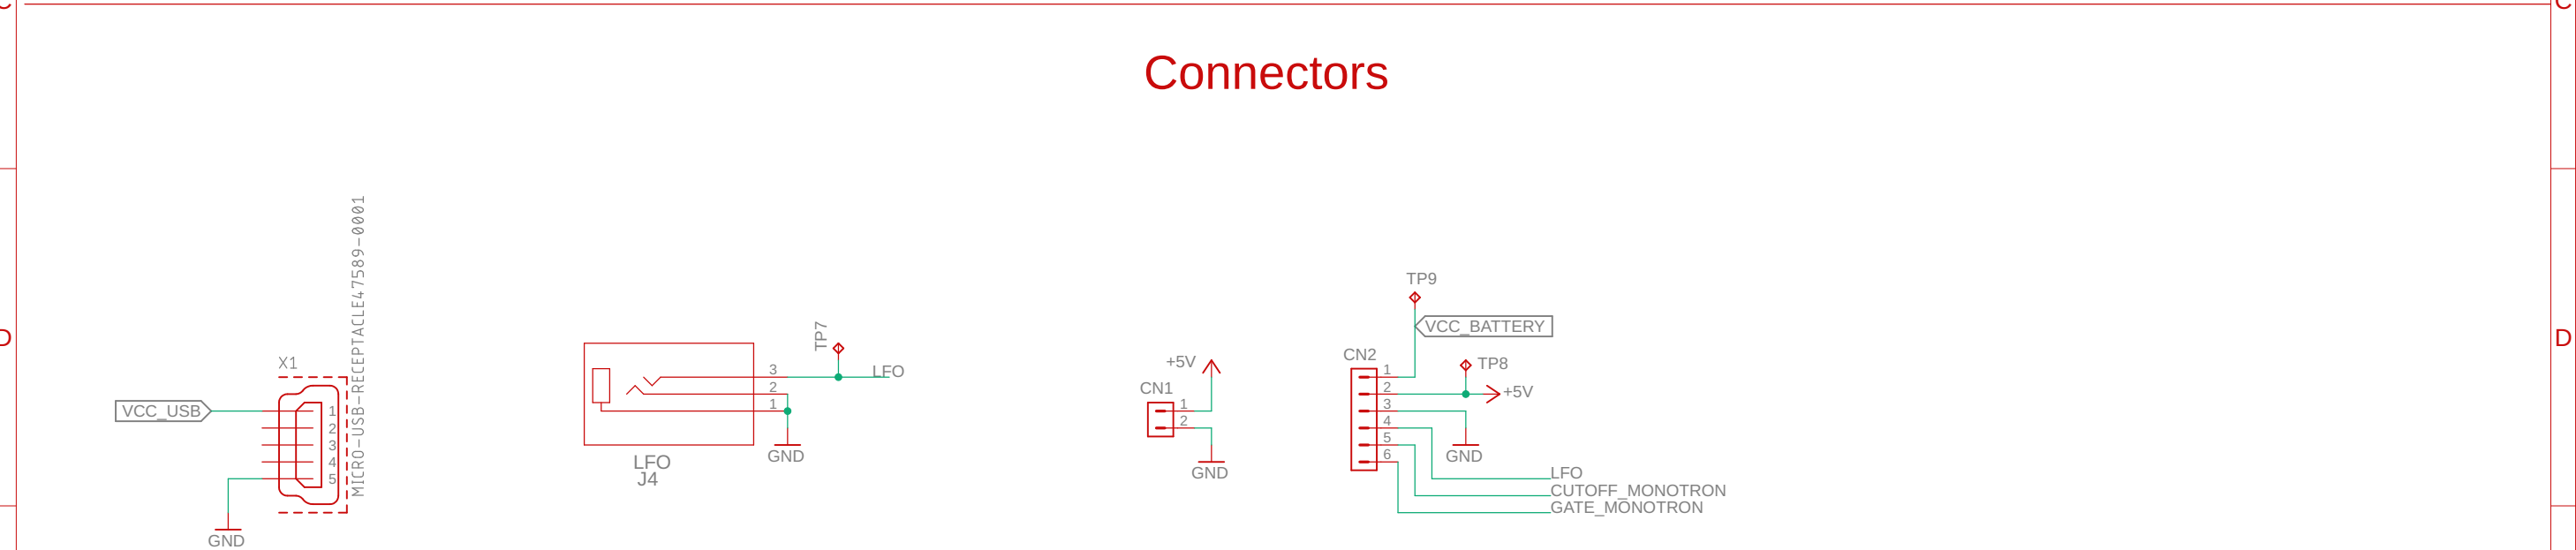 C
C
Connectors
D
D
X1
MICRO-USB-RECEPTACLE47589-0001
VCC_USB
1
2
3
4
5
GND
3
2
1
TP7
LFO
GND
LFO
J4
+5V
CN1
1
2
GND
TP9
VCC_BATTERY
CN2
TP8
+5V
1
2
3
4
5
6
GND
LFO
CUTOFF_MONOTRON
GATE_MONOTRON